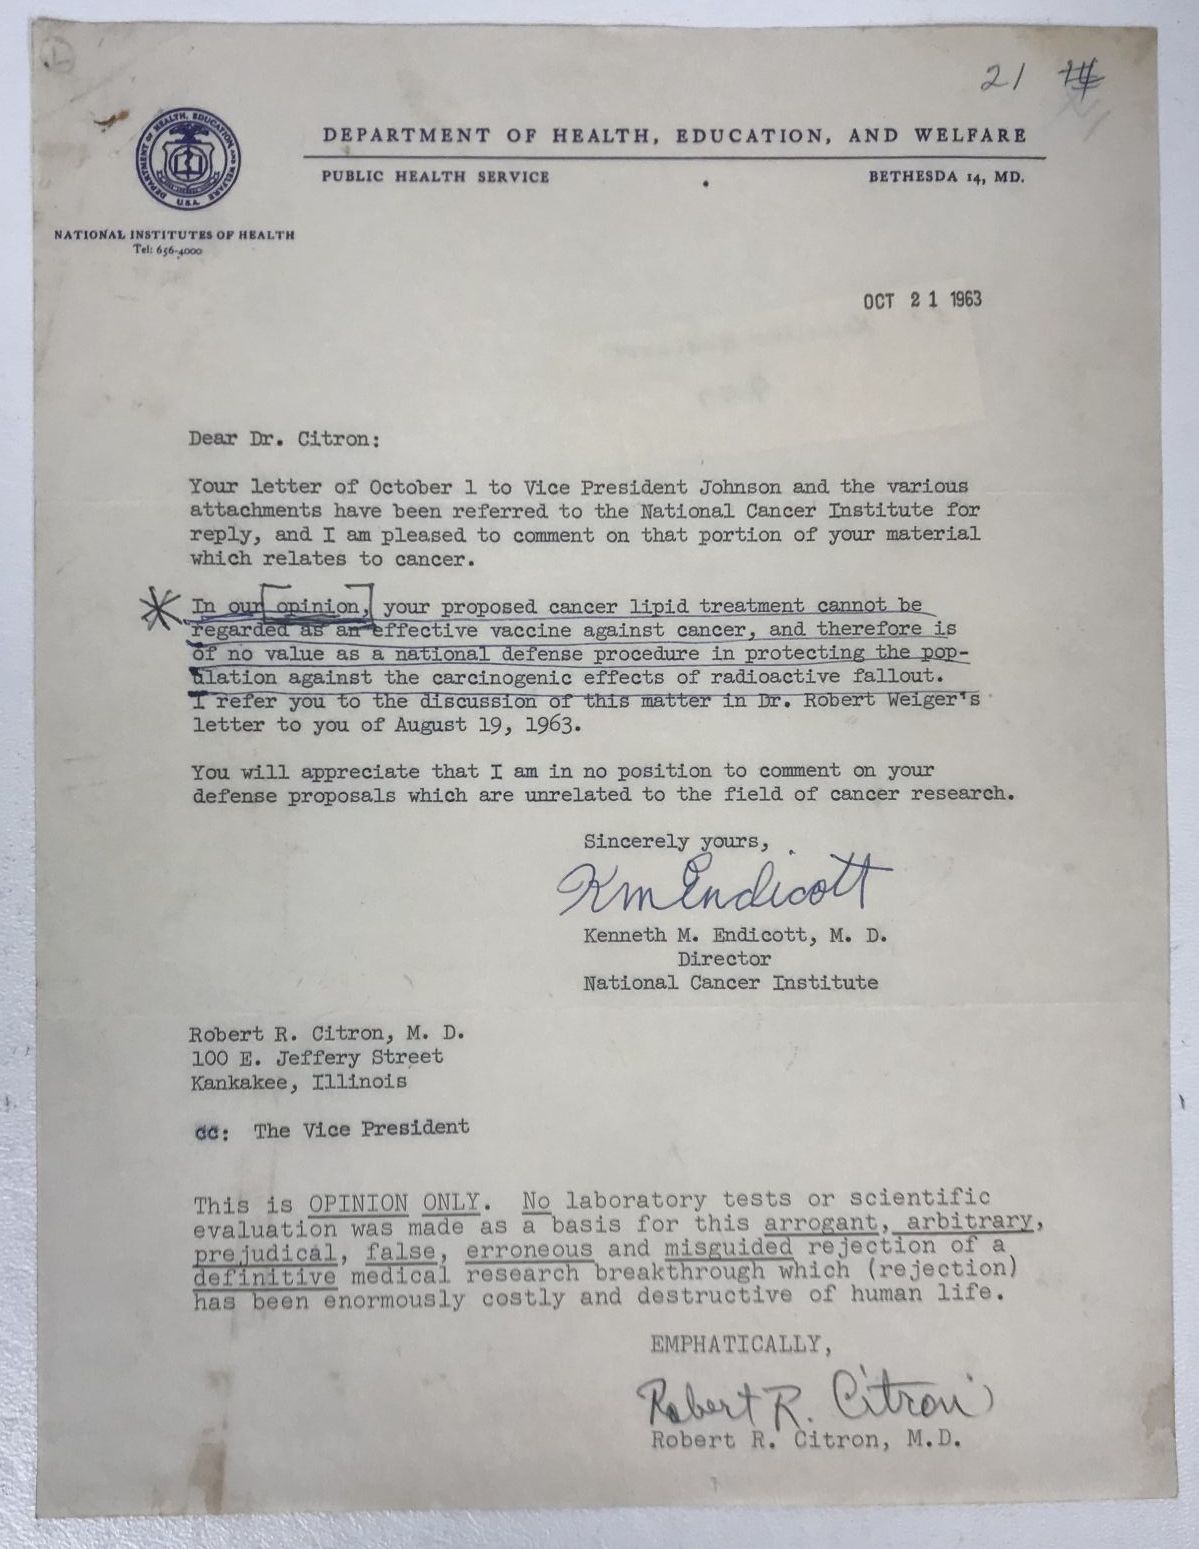 21
DEPARTMENT OF HEALTH, EDUCATION, AND WELFARE
DEPARTMENT OF HEALTH, EDUCATION AND WELFARE
U.S.A.
PUBLIC HEALTH SERVICE
BETHESDA 14, MD.
NATIONAL INSTITUTES OF HEALTH
Tel: 656-4000
OCT 21 1963
Dear Dr. Citron:
Your letter of October 1 to Vice President Johnson and the various
attachments have been referred to the National Cancer Institute for
reply, and I am pleased to comment on that portion of your material
which relates to cancer.
In our opinion, your proposed cancer lipid treatment cannot be
regarded as an effective vaccine against cancer, and therefore is
of no value as a national defense procedure in protecting the pop-
ulation against the carcinogenic effects of radioactive fallout.
I refer you to the discussion of this matter in Dr. Robert Weiger's
letter to you of August 19, 1963.
You will appreciate that I am in no position to comment on your
defense proposals which are unrelated to the field of cancer research.
Sincerely yours,
K M Endicott
Kenneth M. Endicott, M. D.
Director
National Cancer Institute
Robert R. Citron, M. D.
100 E. Jeffery Street
Kankakee, Illinois
cc: The Vice President
This is OPINION ONLY. No laboratory tests or scientific
evaluation was made as a basis for this arrogant, arbitrary,
prejudical, false, erroneous and misguided rejection of a
definitive medical research breakthrough which (rejection)
has been enormously costly and destructive of human life.
EMPHATICALLY,
Robert R. Citron
Robert R. Citron, M.D.